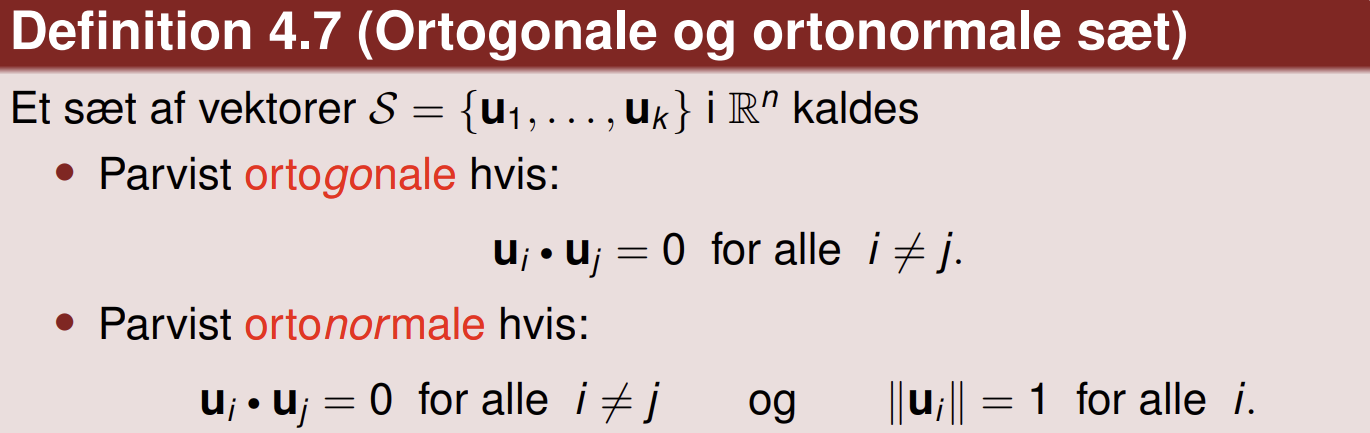 Definition 4.7 (Ortogonale og ortonormale sæt)
Et sæt af vektorer 𝒮 = {u₁, . . . , uₖ} i ℝⁿ kaldes
• Parvist ortogonale hvis:
uᵢ • uⱼ = 0 for alle i ≠ j.
• Parvist ortonormale hvis:
uᵢ • uⱼ = 0 for alle i ≠ j og ‖uᵢ‖ = 1 for alle i.